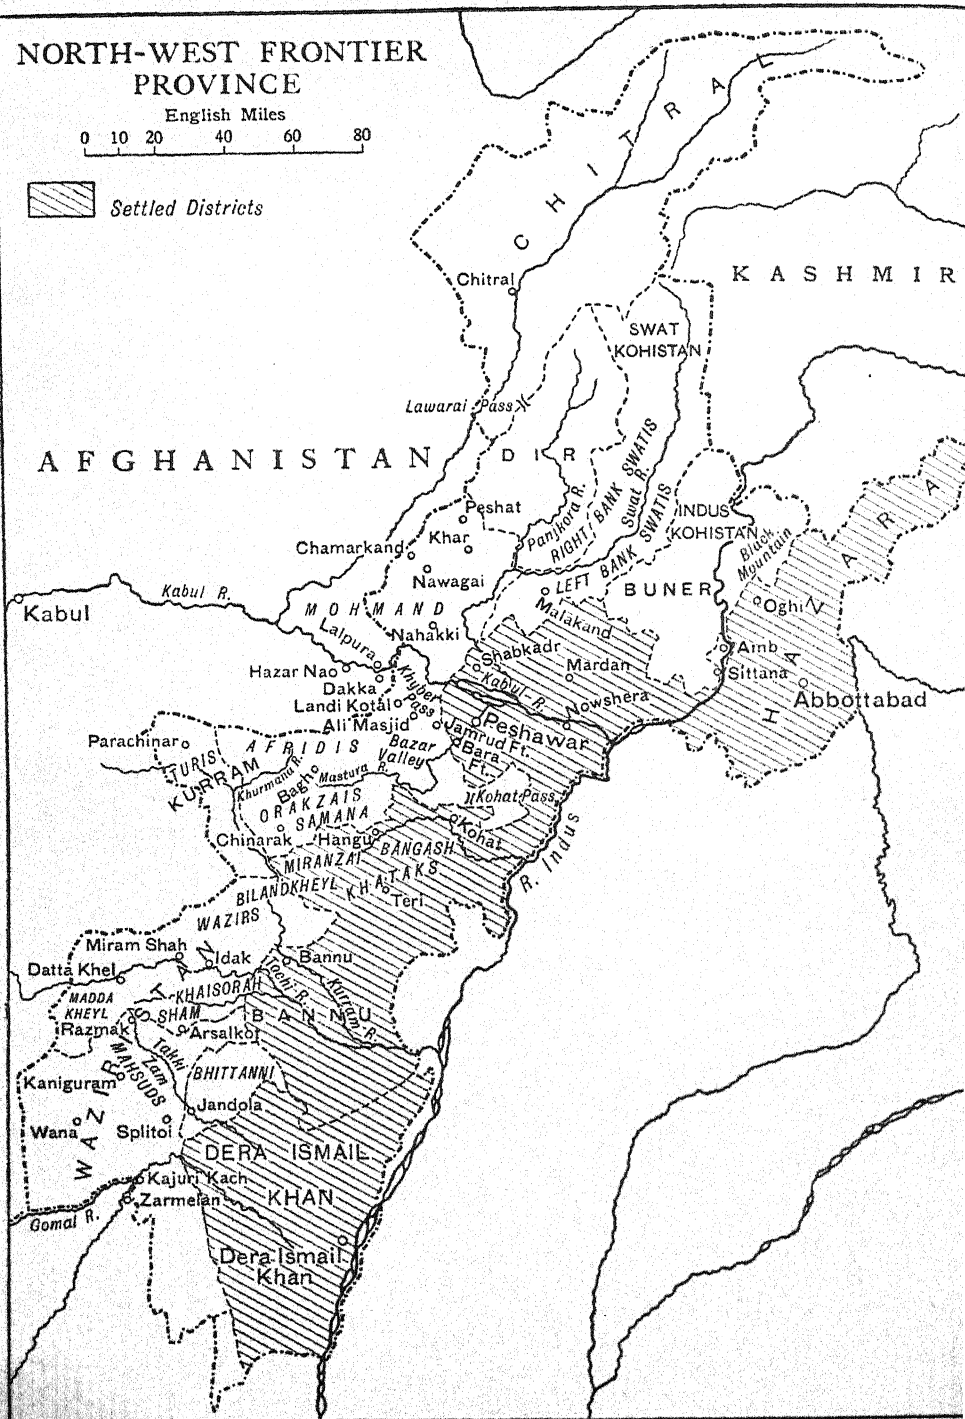 NORTH-WEST FRONTIER
PROVINCE
English Miles
0 10 20 40 60 80
Settled Districts
CHITRAL
Chitral
KASHMIR
SWAT
KOHISTAN
Lawarai Pass
AFGHANISTAN
DIR
Panjkora R.
RIGHT BANK SWATIS
Swat R.
LEFT BANK SWATIS
INDUS
KOHISTAN
Black
Mountain
HAZARA
Peshat
Khar
Chamarkand
Nawagai
Kabul
Kabul R.
MOHMAND
Nahakki
BUNER
Malakand
Oghi
Lalpura
Shabkadr
Mardan
Amb
Sittana
Hazar Nao
Dakka
Khyber
Pass
Kabul R.
Nowshera
Abbottabad
Landi Kotal
Ali Masjid
Peshawar
Jamrud Ft.
Bara
Ft.
Bazar
Valley
Parachinar
AFRIDIS
TURIS
KURRAM
Khurmana R.
Bagh
Mastura R.
Kohat Pass
ORAKZAIS
SAMANA
Chinarak
Hangu
Kohat
BANGASH
MIRANZAI
R. Indus
BILANDKHEYL
KHATAKS
Teri
WAZIRS
Miram Shah
Idak
Bannu
Datta Khel
Tochi R.
Kurram R.
KHAISORAH
MADDA
KHEYL
SHAM
BANNU
Razmak
Arsalkot
Takki
Zam
MAHSUDS
BHITTANNI
Kaniguram
Jandola
WAZIRISTAN
Wana
Splitoi
DERA ISMAIL
KHAN
Kajuri Kach
Zarmelan
Gomal R.
Dera Ismail
Khan